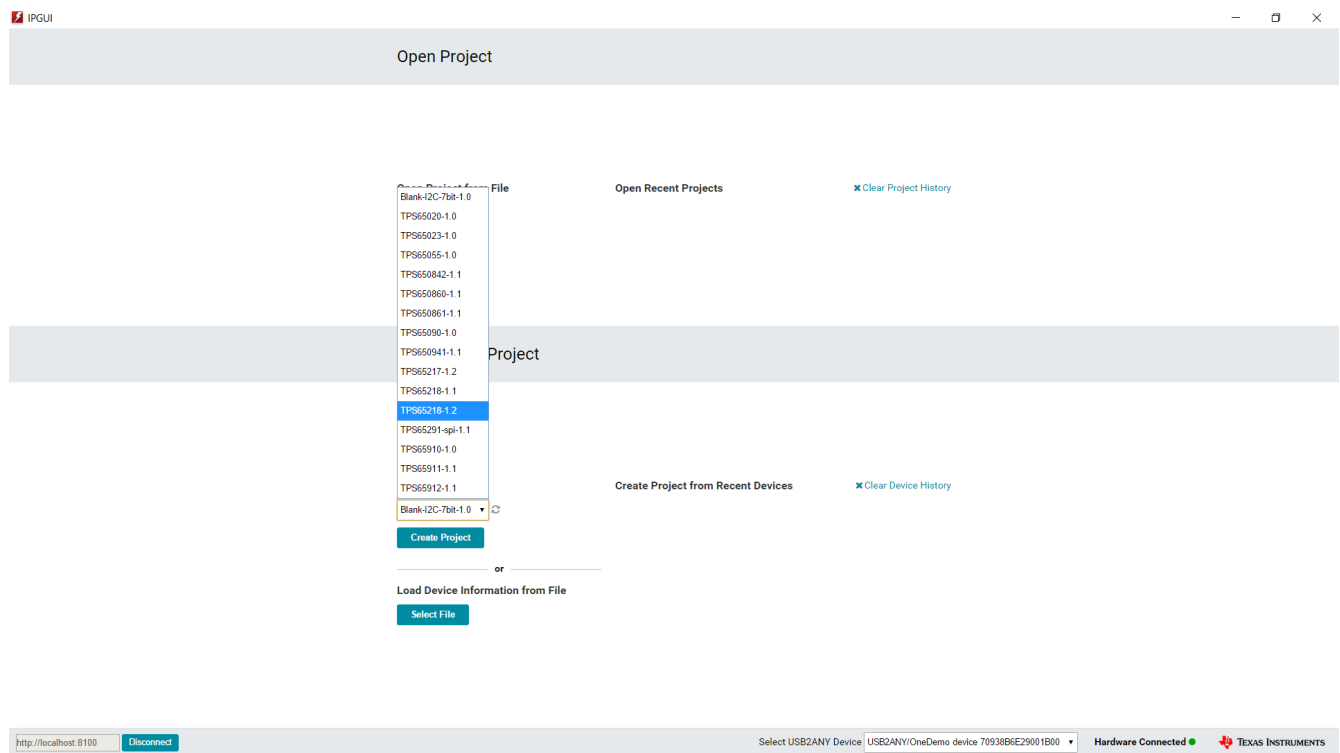 IPGUI
Open Project
Open Project from File
Open Recent Projects
Clear Project History
Blank-I2C-7bit-1.0
TPS65020-1.0
TPS65023-1.0
TPS65055-1.0
TPS650842-1.1
TPS650860-1.1
TPS650861-1.1
TPS65090-1.0
TPS650941-1.1
Project
TPS65217-1.2
TPS65218-1.1
TPS65218-1.2
TPS65291-spi-1.1
TPS65910-1.0
TPS65911-1.1
TPS65912-1.1
Create Project from Recent Devices
Clear Device History
Blank-I2C-7bit-1.0
Create Project
or
Load Device Information from File
Select File
http://localhost:8100
Disconnect
Select USB2ANY Device
USB2ANY/OneDemo device 70938B6E29001B00
Hardware Connected
TEXAS INSTRUMENTS